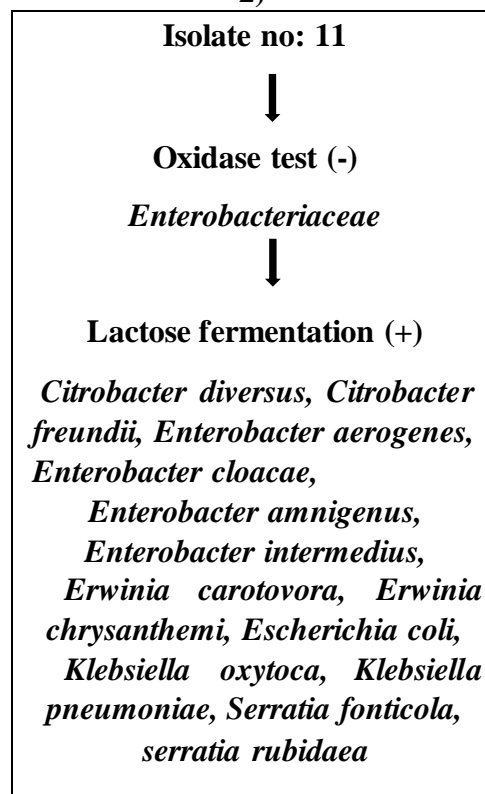 2)
Isolate no: 11
Oxidase test (-)
Enterobacteriaceae
Lactose fermentation (+)
Citrobacter diversus, Citrobacter
freundii, Enterobacter aerogenes,
Enterobacter cloacae,
Enterobacter amnigenus,
Enterobacter intermedius,
Erwinia carotovora, Erwinia
chrysanthemi, Escherichia coli,
Klebsiella oxytoca, Klebsiella
pneumoniae, Serratia fonticola,
serratia rubidaea